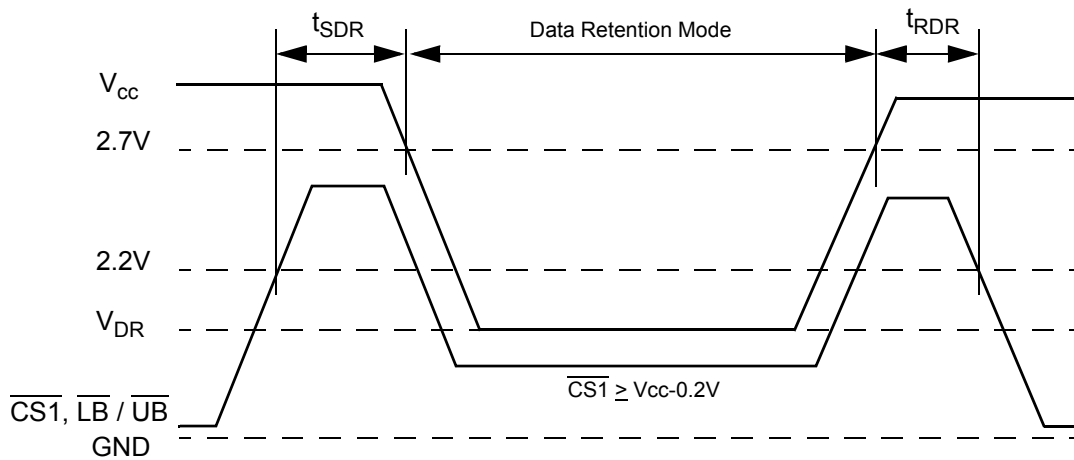 tSDR
Data Retention Mode
tRDR
Vcc
2.7V
2.2V
VDR
CS1 ≥ Vcc-0.2V
CS1, LB / UB
GND